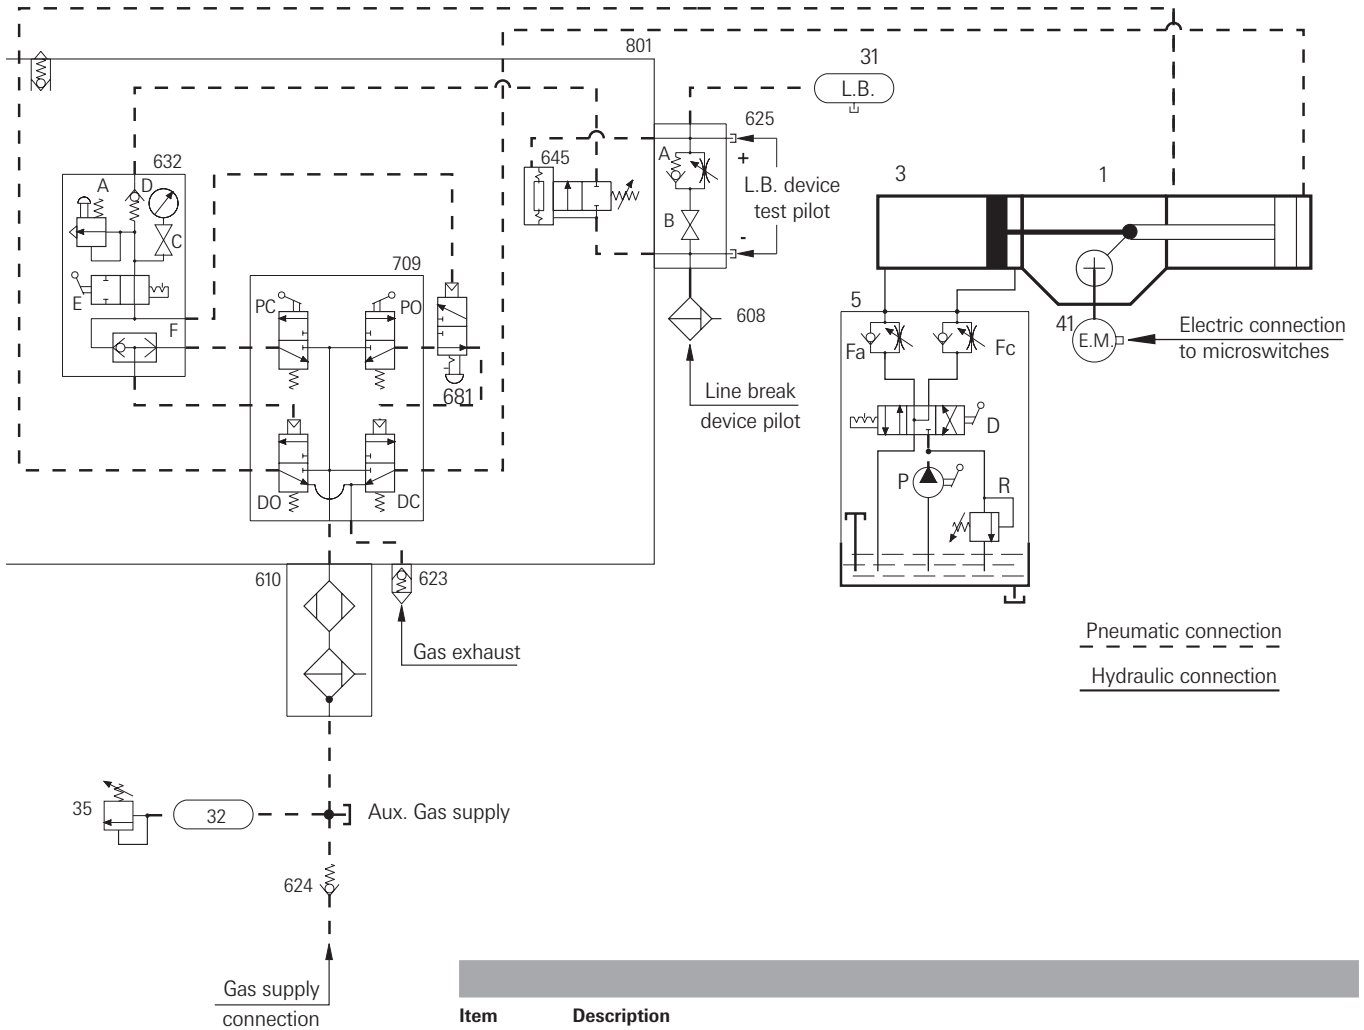 801
31
L.B.
625
645
A
+
L.B. device
test pilot
B
-
3
1
632
A
D
C
E
F
709
PC
PO
681
DO
DC
608
Line break
device pilot
5
Fa
Fc
D
P
R
41
E.M.
Electric connection
to microswitches
610
623
Gas exhaust
Pneumatic connection
Hydraulic connection
35
32
Aux. Gas supply
624
Gas supply
connection
Item Description